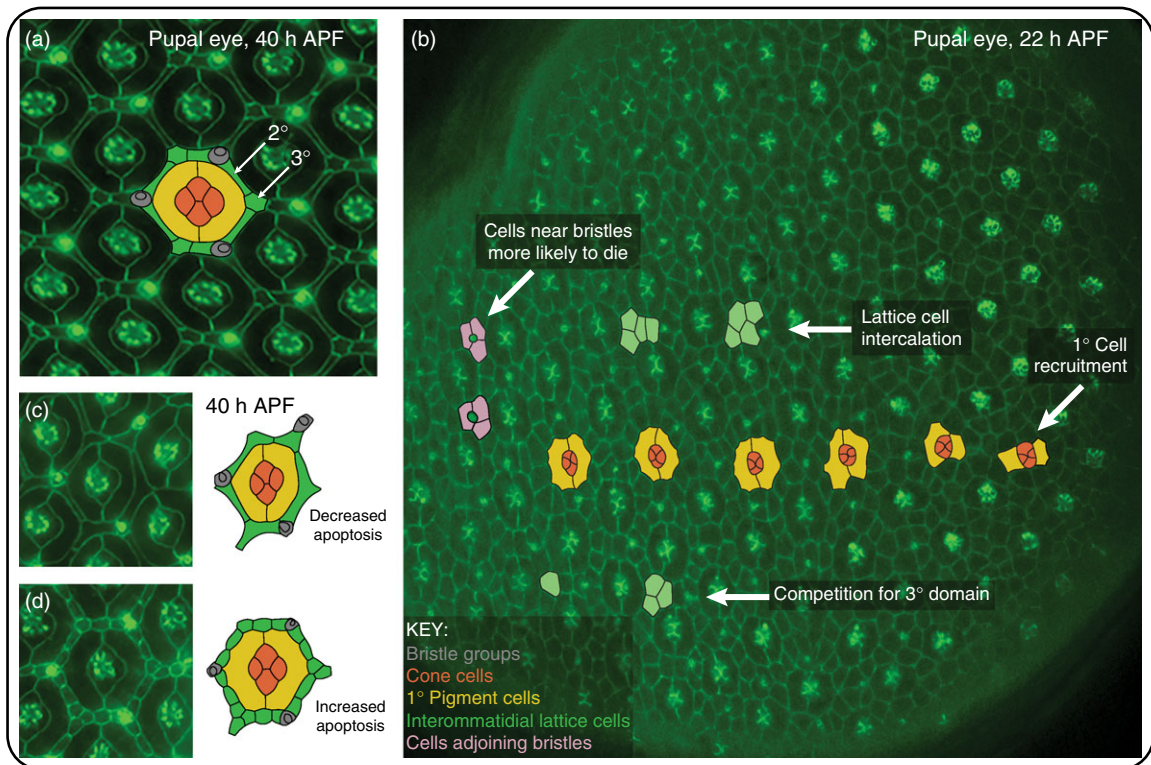 (a)
Pupal eye, 40 h APF
2°
3°
(b)
Pupal eye, 22 h APF
Cells near bristles
more likely to die
Lattice cell
intercalation
1° Cell
recruitment
Competition for 3° domain
KEY:
Bristle groups
Cone cells
1° Pigment cells
Interommatidial lattice cells
Cells adjoining bristles
(c)
40 h APF
Decreased
apoptosis
(d)
Increased
apoptosis